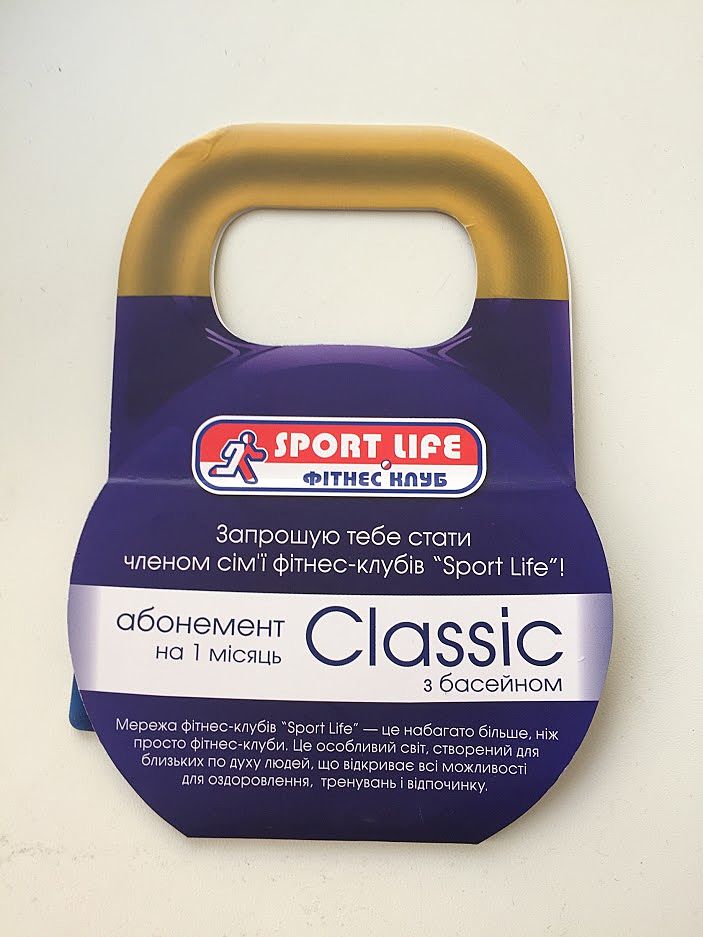 SPORT LIFE
ФІТНЕС КЛУБ
Запрошую тебе стати
членом сім'ї фітнес-клубів “Sport Life”!
абонемент
на 1 місяць
Classic
з басейном
Мережа фітнес-клубів “Sport Life” — це набагато більше, ніж
просто фітнес-клуби. Це особливий світ, створений для
близьких по духу людей, що відкриває всі можливості
для оздоровлення, тренувань і відпочинку.